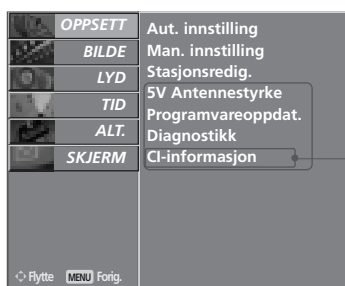 OPPSETT
BILDE
LYD
TID
ALT.
SKJERM
Aut. innstilling
Man. innstilling
Stasjonsredig.
5V Antennestyrke
Programvareoppdat.
Diagnostikk
CI-informasjon
Flytte MENU Forig.